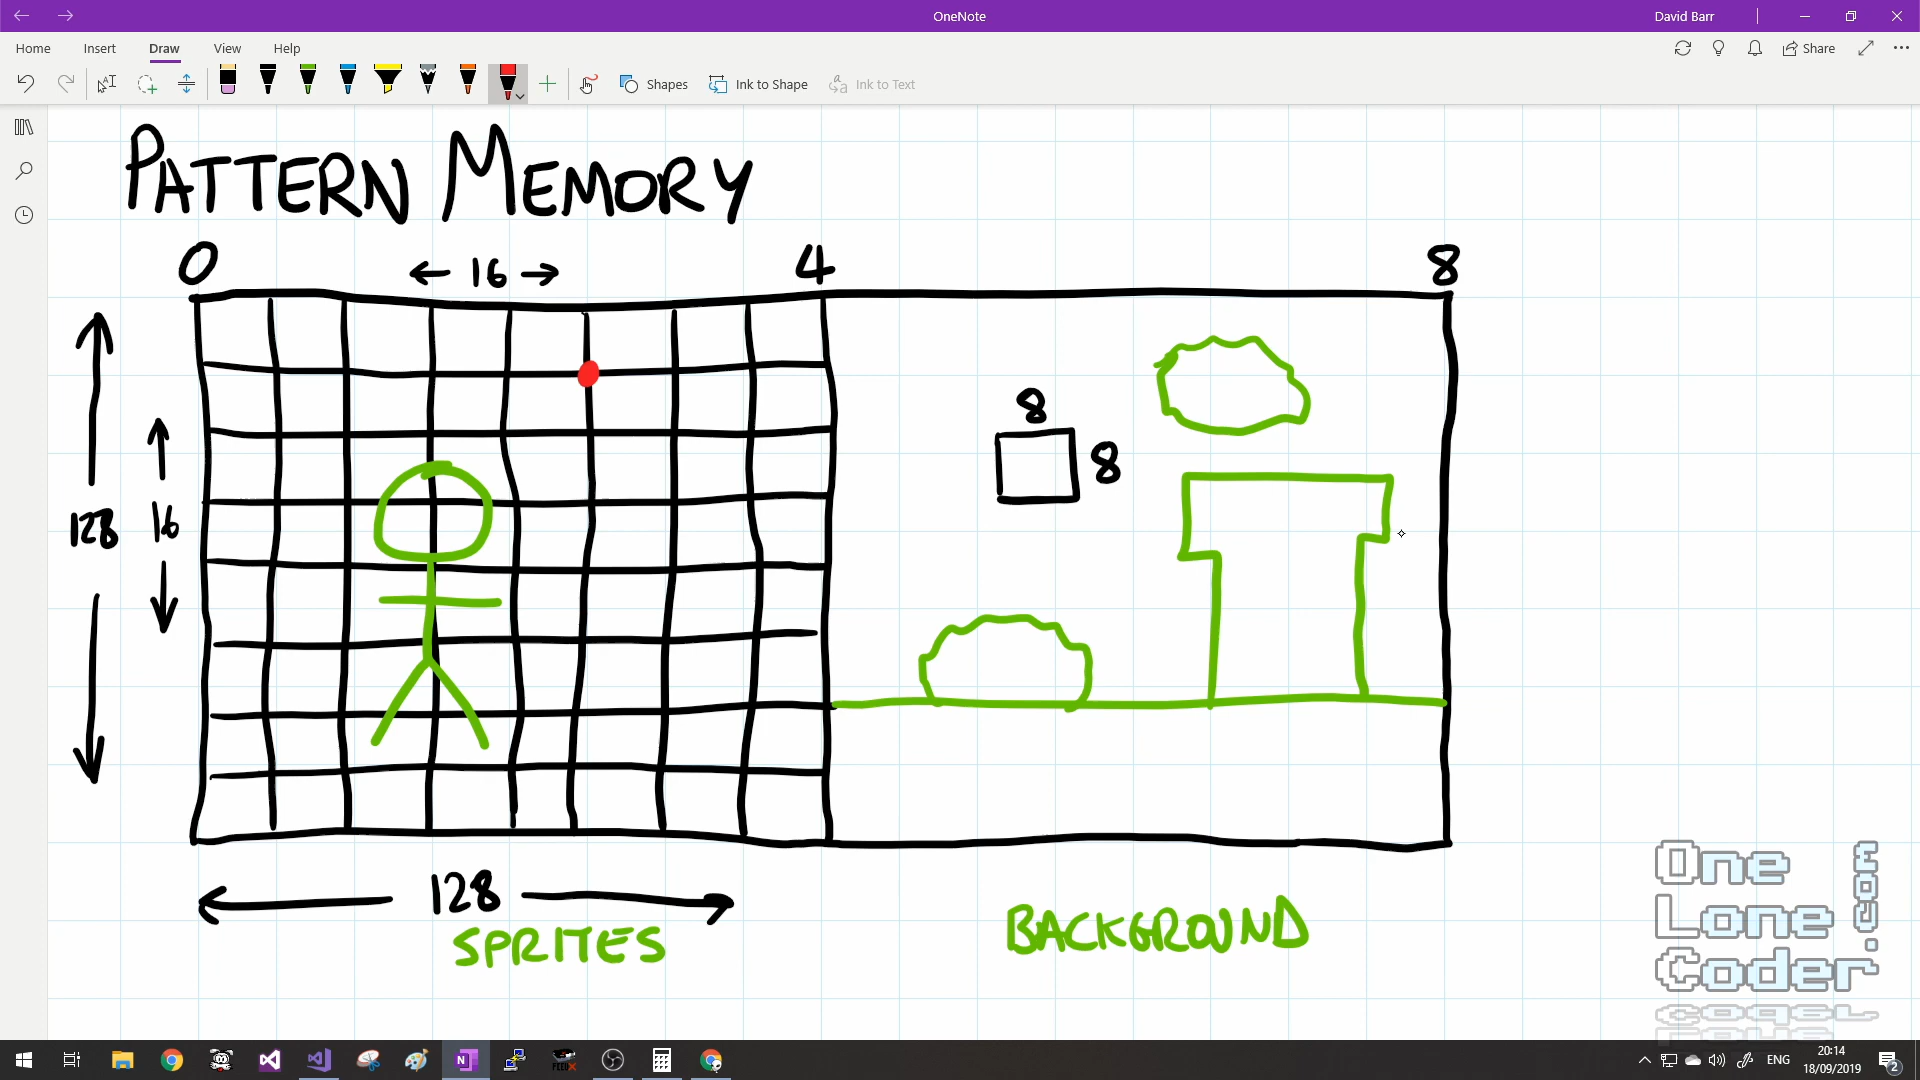 OneNote
David Barr
Home Insert Draw View Help
Share
Shapes
Ink to Shape
Ink to Text
PATTERN MEMORY
0 4 8
16
8
8
128 16
128
SPRITES
BACKGROUND
One
Lone
Coder
.com
ENG
20:14
18/09/2019
2